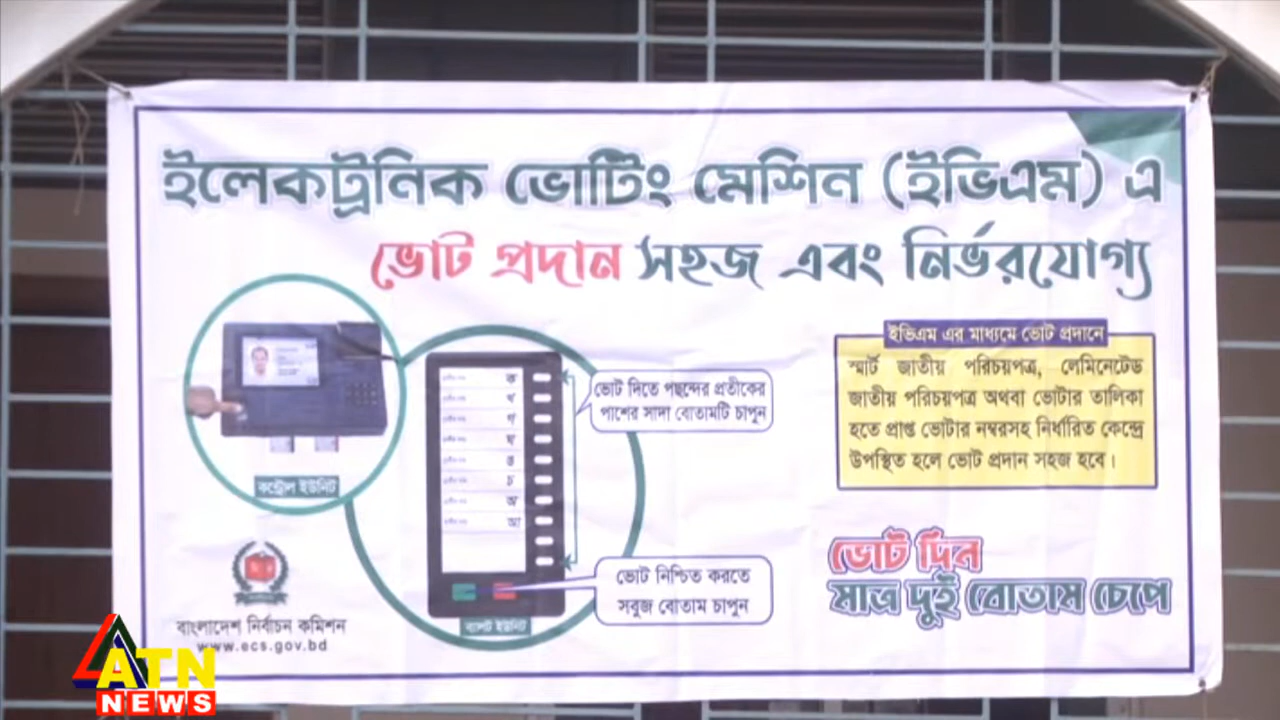 ইলেকট্রনিক ভোটিং মেশিন (ইভিএম) এ
ভোট প্রদান সহজ এবং নির্ভরযোগ্য
ইভিএম এর মাধ্যমে ভোট প্রদানে
স্মার্ট জাতীয় পরিচয়পত্র, লেমিনেটেড
জাতীয় পরিচয়পত্র অথবা ভোটার তালিকা
হতে প্রাপ্ত ভোটার নম্বরসহ নির্ধারিত কেন্দ্রে
উপস্থিত হলে ভোট প্রদান সহজ হবে।
ভোট দিতে পছন্দের প্রতীকের
পাশের সাদা বোতামটি চাপুন
ক
খ
গ
ঘ
ঙ
চ
অ
আ
কন্ট্রোল ইউনিট
ভোট নিশ্চিত করতে
সবুজ বোতাম চাপুন
ব্যালট ইউনিট
ভোট দিন
মাত্র দুই বোতাম চেপে
বাংলাদেশ নির্বাচন কমিশন
www.ecs.gov.bd
ATN
NEWS